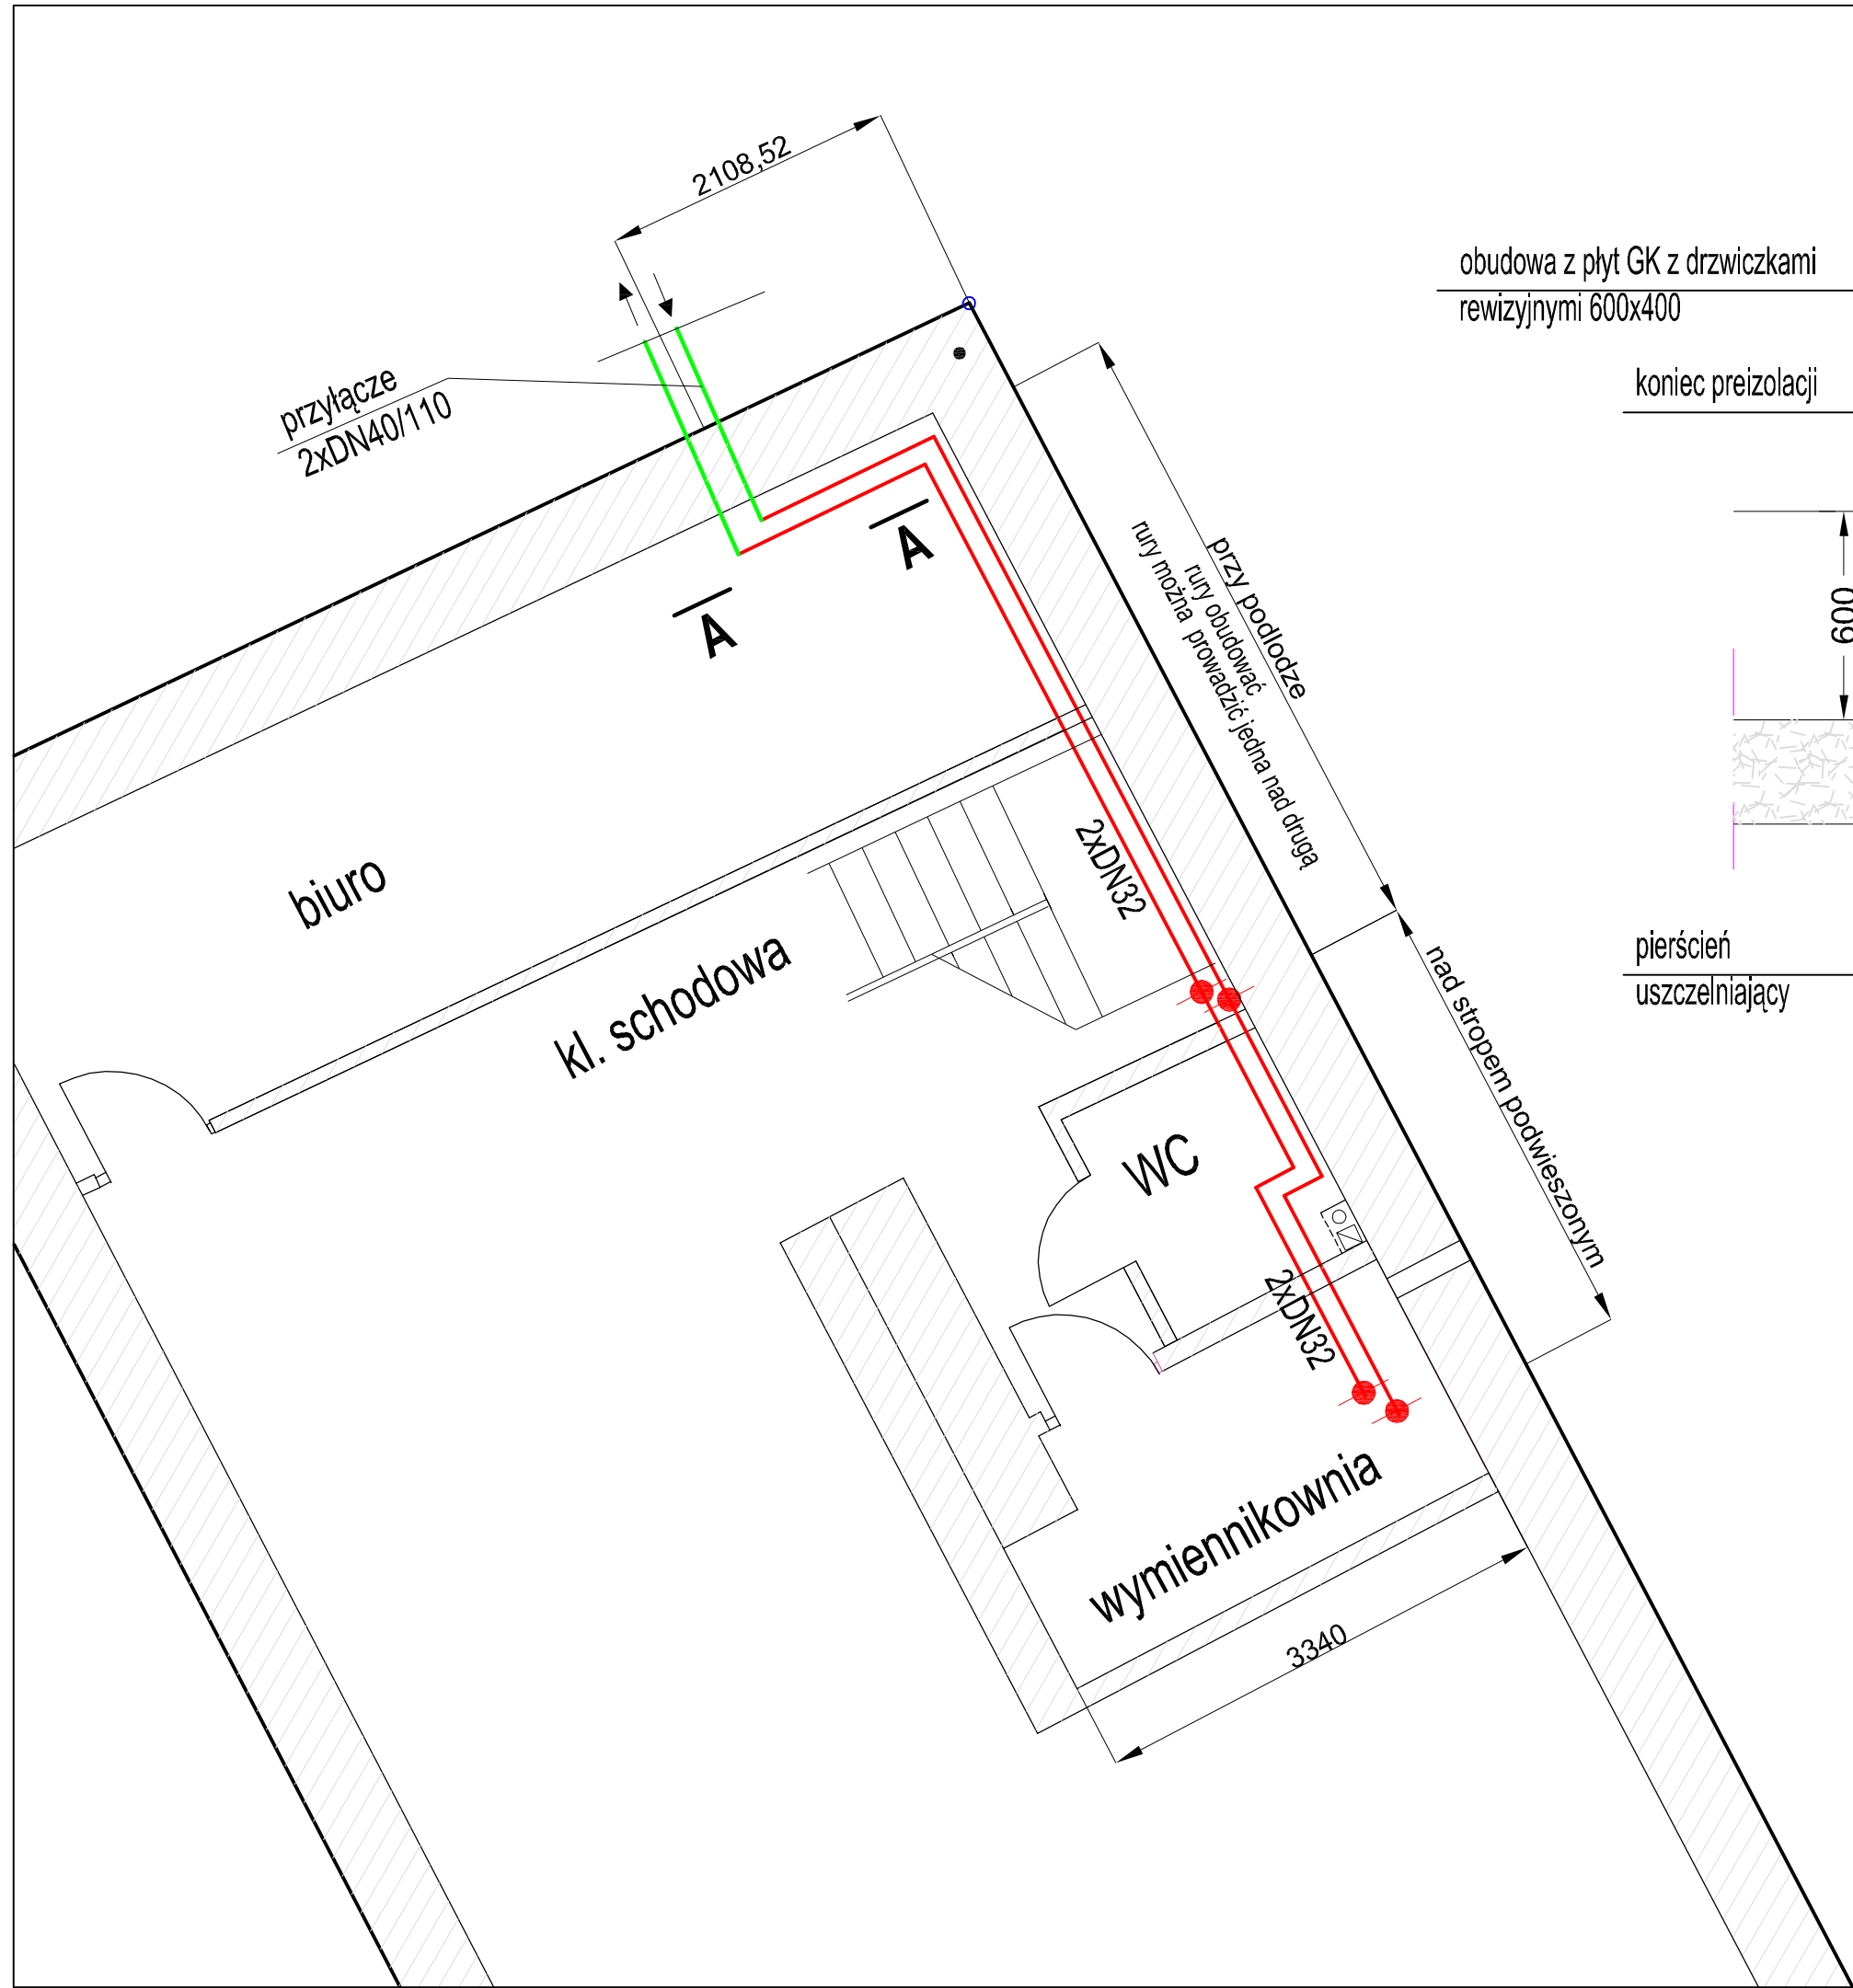 2108,52
obudowa z płyt GK z drzwiczkami
rewizyjnymi 600x400
koniec preizolacji
przyłącze
2xDN40/110
A
A
przy podłodze
rury obudować
rury można prowadzić jedna nad drugą
600
2xDN32
biuro
kl. schodowa
pierścień
uszczelniający
nad stropem podwieszonym
WC
2xDN32
wymiennikownia
3340